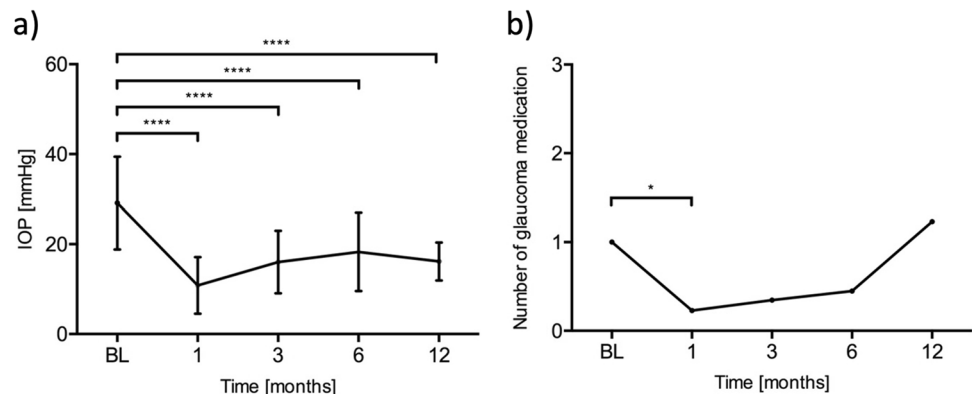 a)
****
****
****
****
IOP [mmHg]
60
40
20
0
BL 1 3 6 12
Time [months]
b)
*
Number of glaucoma medication
3
2
1
0
BL 1 3 6 12
Time [months]